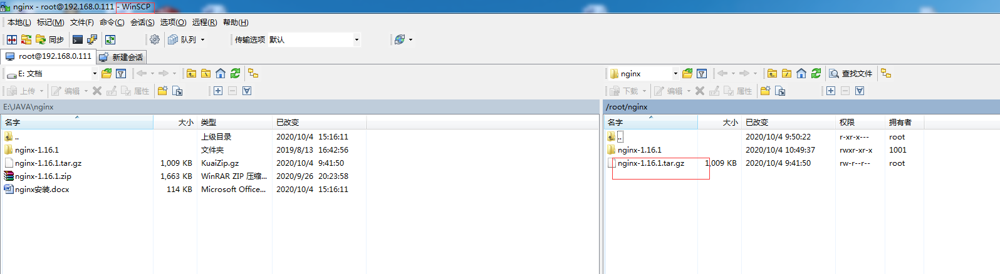 nginx - root@192.168.0.111 - WinSCP
本地(L) 标记(M) 文件(F) 命令(C) 会话(S) 选项(O) 远程(R) 帮助(H)
同步 队列 传输选项 默认
root@192.168.0.111 新建会话
E: 文档 nginx 查找文件
上传 编辑 属性 下载 编辑 属性
E:\JAVA\nginx /root/nginx
名字 大小 类型 已改变 名字 大小 已改变 权限 拥有者
.. 上级目录 2020/10/4 15:16:11 .. 2020/10/4 9:50:22 r-xr-x--- root
nginx-1.16.1 文件夹 2019/8/13 16:42:56 nginx-1.16.1 2020/10/4 10:49:37 rwxr-xr-x 1001
nginx-1.16.1.tar.gz 1,009 KB KuaiZip.gz 2020/10/4 9:41:50 nginx-1.16.1.tar.gz 1,009 KB 2020/10/4 9:41:50 rw-r--r-- root
nginx-1.16.1.zip 1,663 KB WinRAR ZIP 压缩... 2020/9/26 20:23:58
nginx安装.docx 114 KB Microsoft Office... 2020/10/4 15:16:11